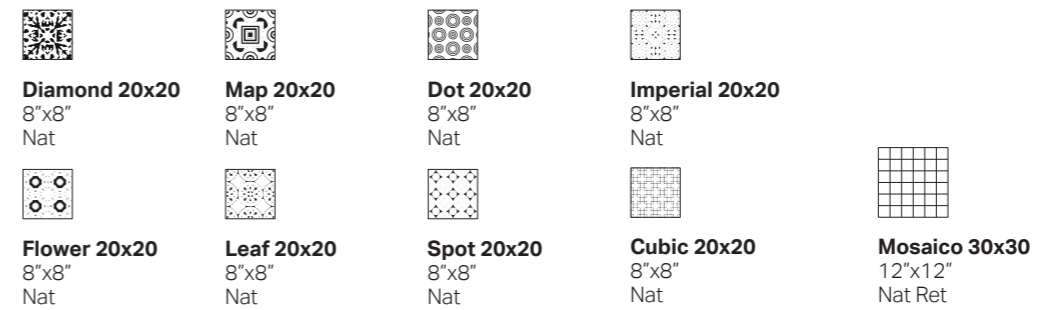 Diamond 20x20
8”x8”
Nat
Map 20x20
8”x8”
Nat
Dot 20x20
8”x8”
Nat
Imperial 20x20
8”x8”
Nat
Flower 20x20
8”x8”
Nat
Leaf 20x20
8”x8”
Nat
Spot 20x20
8”x8”
Nat
Cubic 20x20
8”x8”
Nat
Mosaico 30x30
12”x12”
Nat Ret